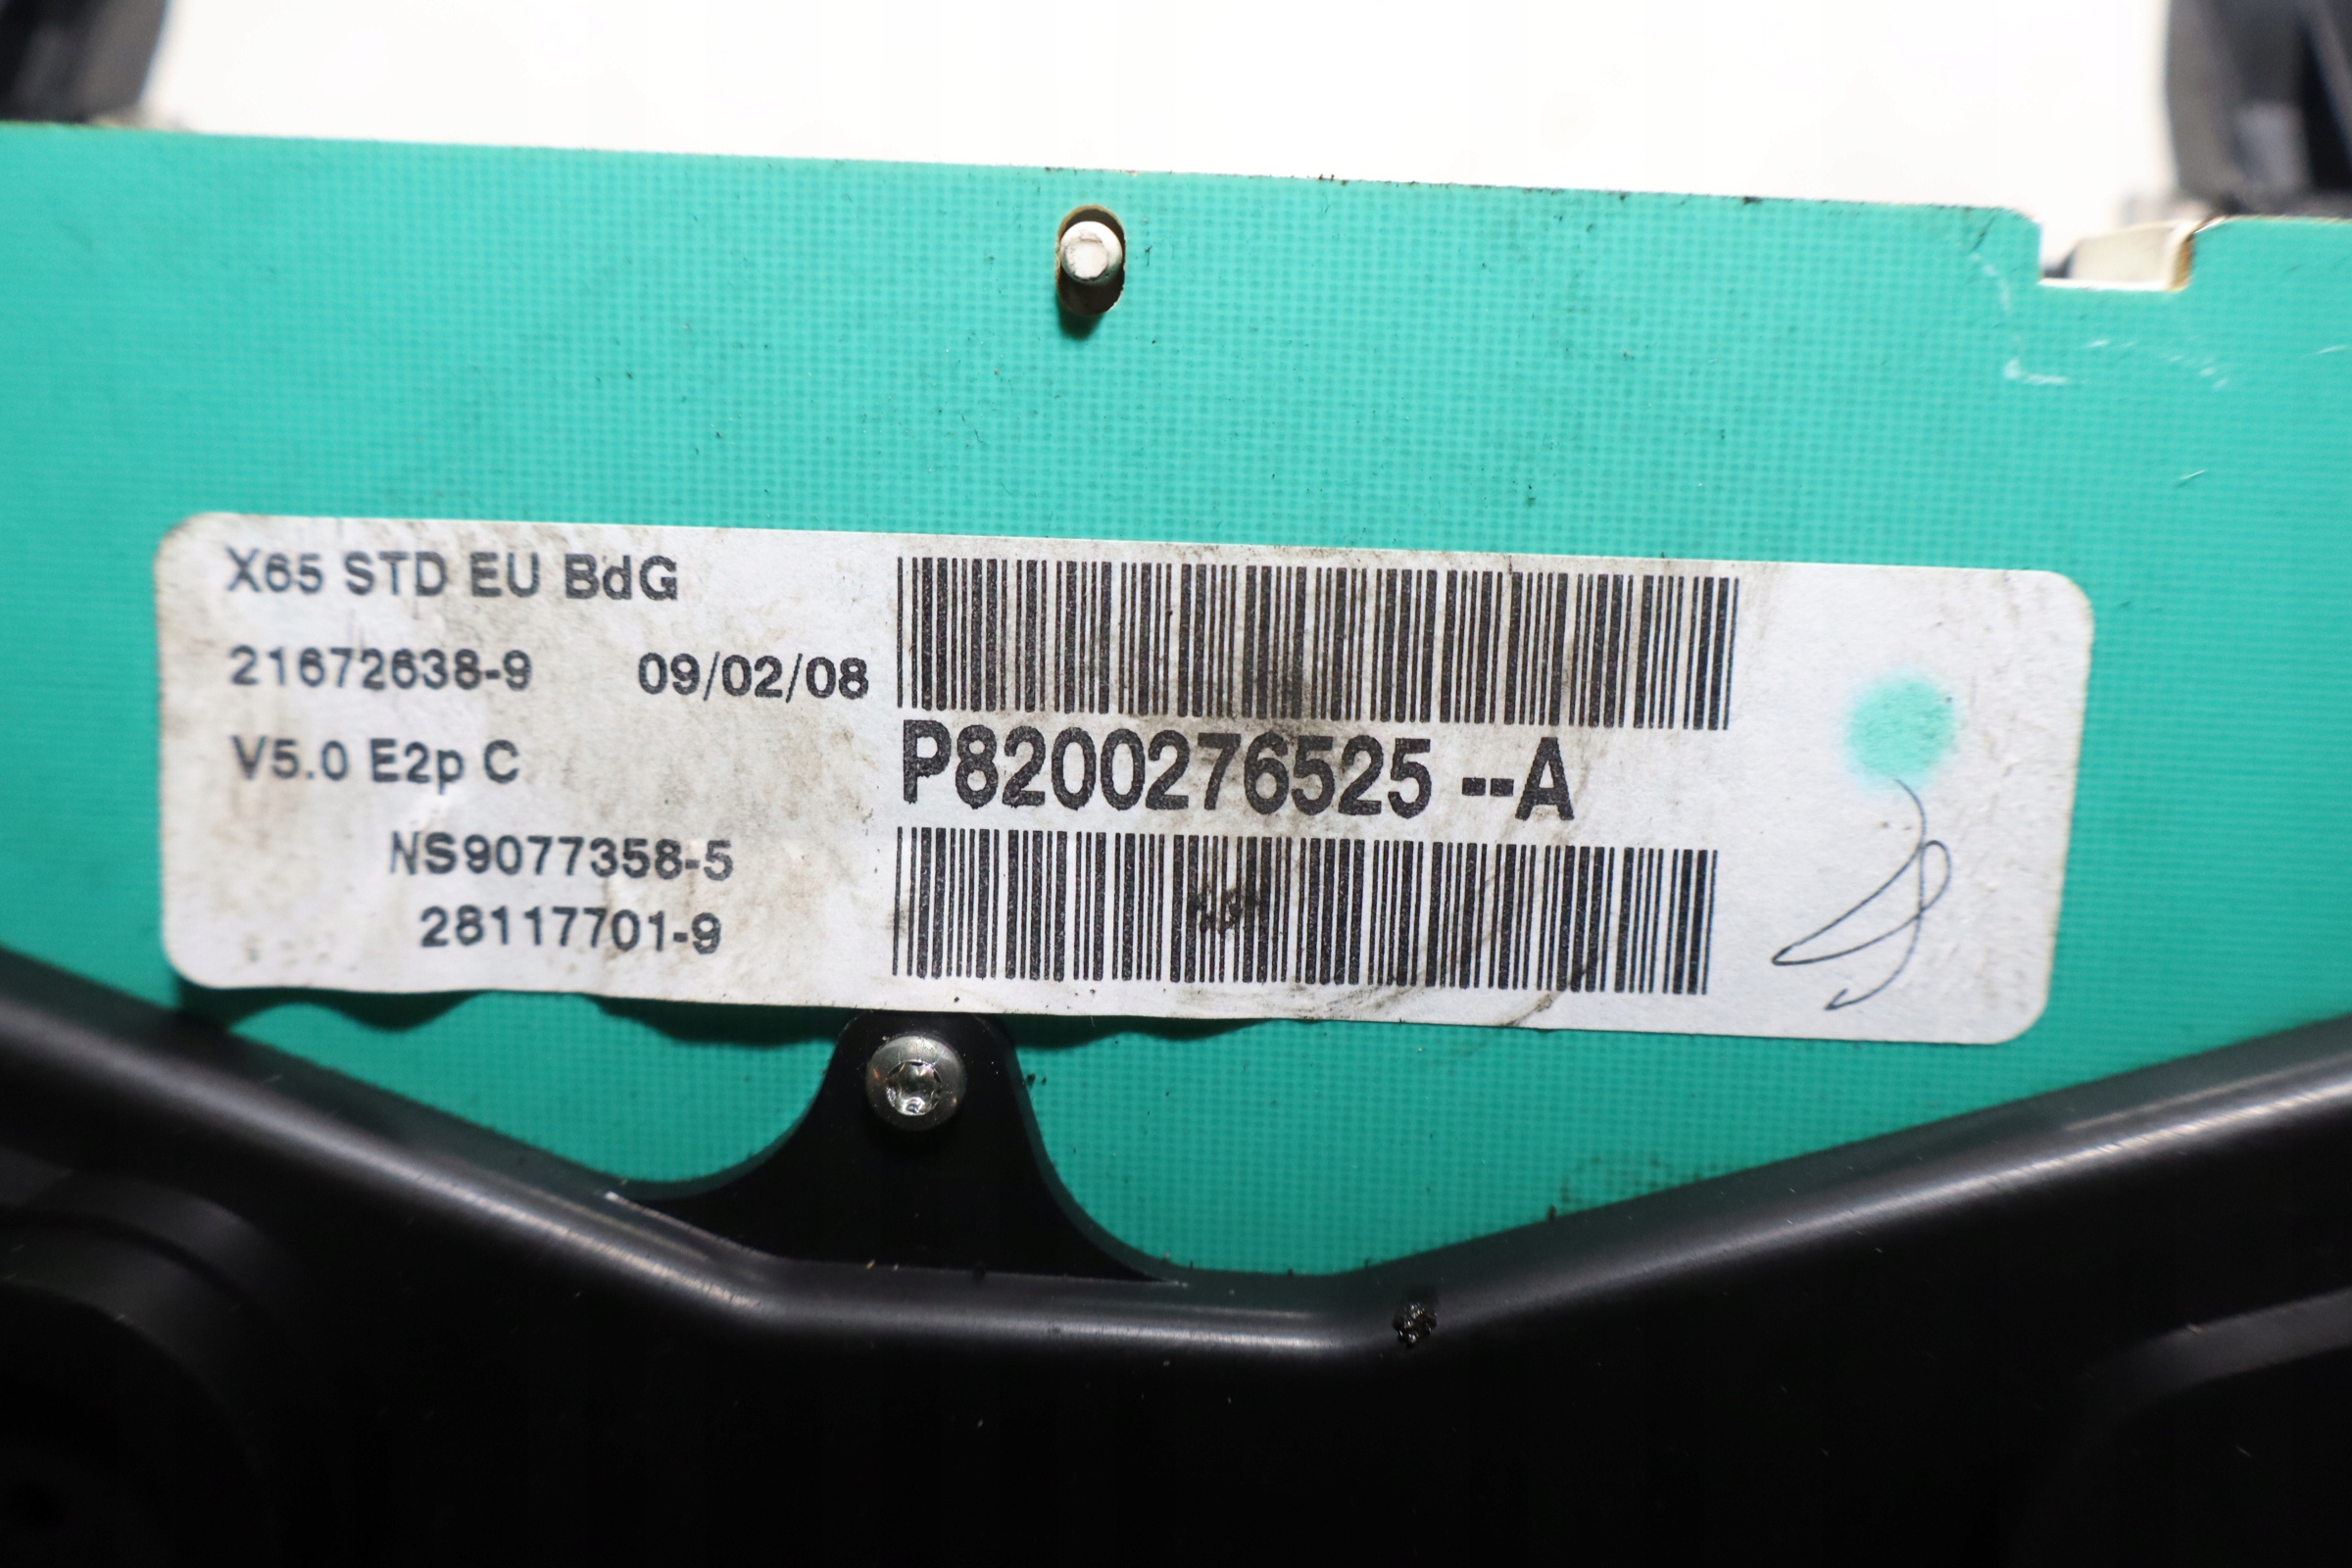 X65 STD EU BdG
21672638-9 09/02/08
V5.0 E2p C
P8200276525--A
NS9077358-5
28117701-9